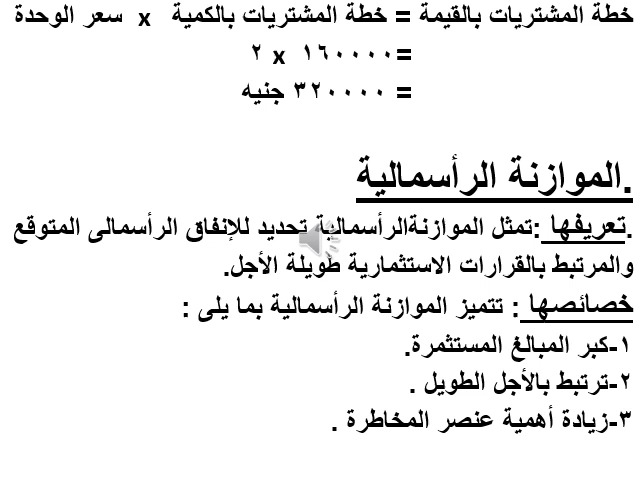 خطة المشتريات بالقيمة = خطة المشتريات بالكمية x سعر الوحدة
=١٦٠٠٠٠ x ٢
= ٣٢٠٠٠٠ جنيه
.الموازنة الرأسمالية
.تعريفها :تمثل الموازنةالرأسمالية تحديد للإنفاق الرأسمالى المتوقع
والمرتبط بالقرارات الاستثمارية طويلة الأجل.
خصائصها : تتميز الموازنة الرأسمالية بما يلى :
١-كبر المبالغ المستثمرة.
٢-ترتبط بالأجل الطويل .
٣-زيادة أهمية عنصر المخاطرة .